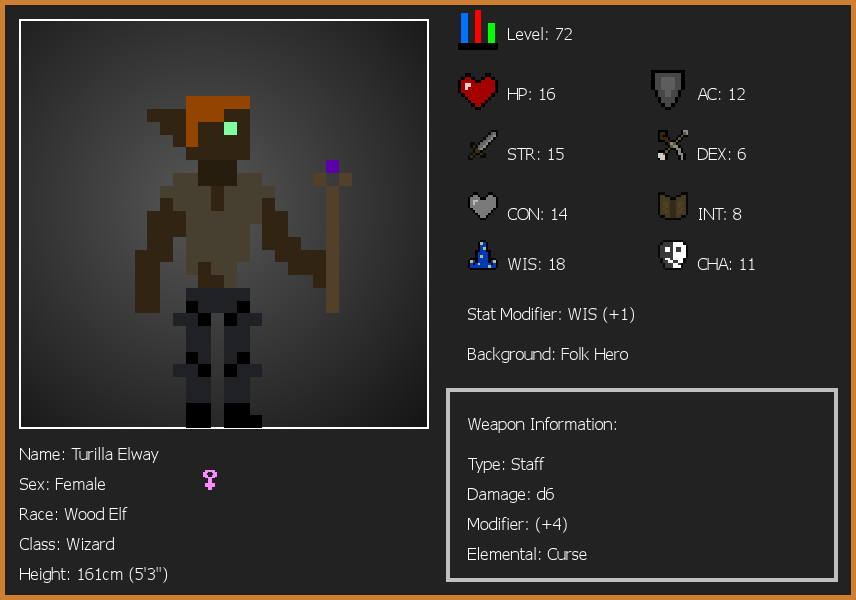 Level: 72
HP: 16
AC: 12
STR: 15
DEX: 6
CON: 14
INT: 8
WIS: 18
CHA: 11
Stat Modifier: WIS (+1)
Background: Folk Hero
Weapon Information:
Type: Staff
Damage: d6
Modifier: (+4)
Elemental: Curse
Name: Turilla Elway
Sex: Female
Race: Wood Elf
Class: Wizard
Height: 161cm (5'3")